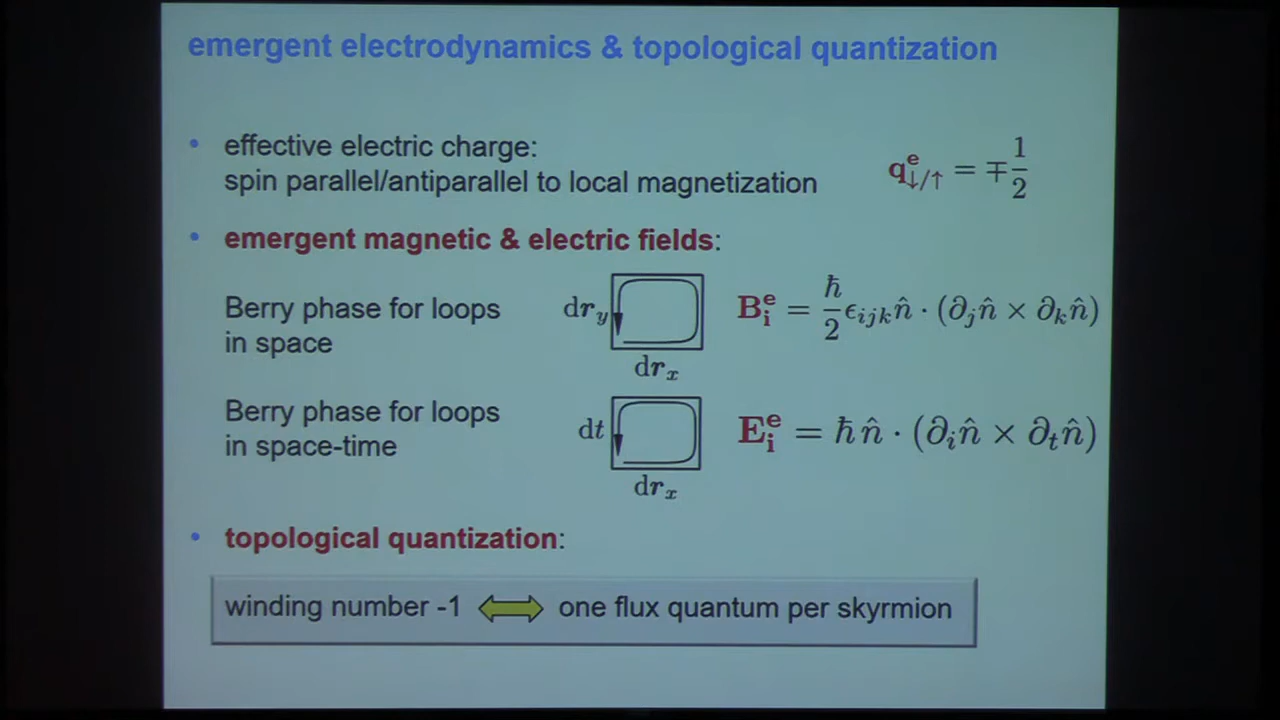 emergent electrodynamics & topological quantization
• effective electric charge:
spin parallel/antiparallel to local magnetization
q^e_{↓/↑} = ∓ 1/2
• emergent magnetic & electric fields:
Berry phase for loops
in space
dr_y
dr_x
B^e_i = ħ/2 ϵ_{ijk} n̂ · (∂_j n̂ × ∂_k n̂)
Berry phase for loops
in space-time
dt
dr_x
E^e_i = ħ n̂ · (∂_i n̂ × ∂_t n̂)
• topological quantization:
winding number -1 ⟺ one flux quantum per skyrmion